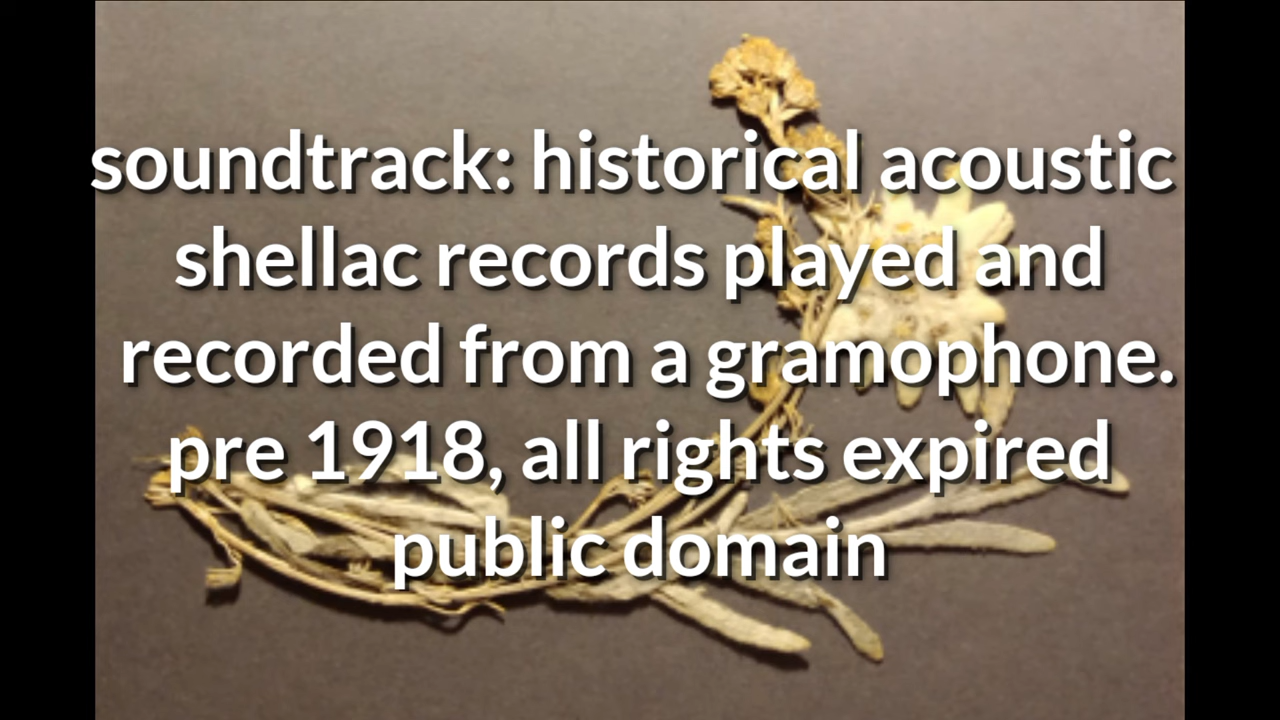 soundtrack: historical acoustic
shellac records played and
recorded from a gramophone.
pre 1918, all rights expired
public domain